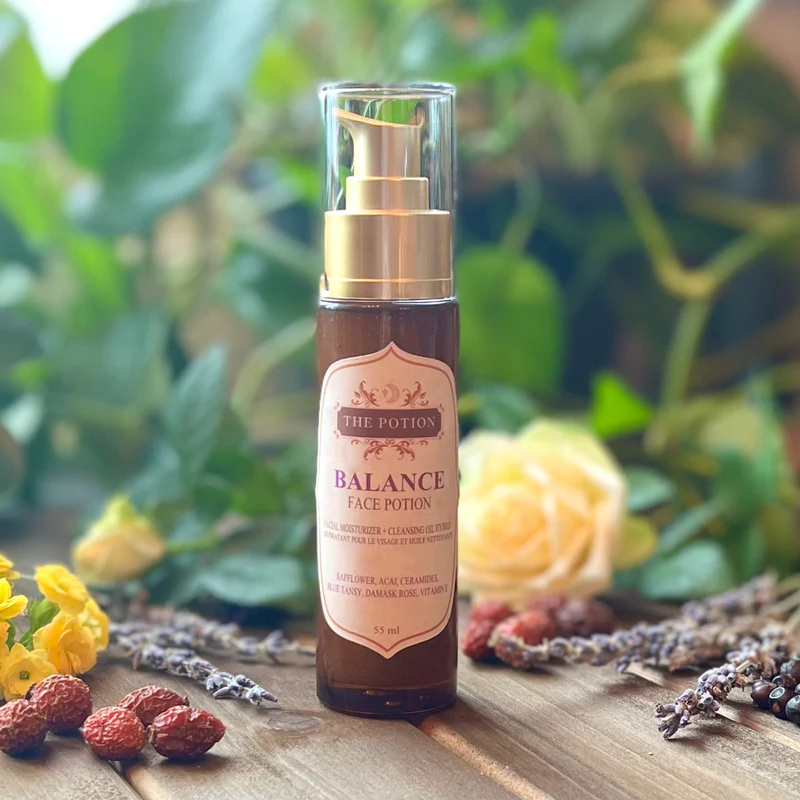 THE POTION
BALANCE
FACE POTION
FACIAL MOISTURIZER + CLEANSING OIL HYBRID
HYDRATANT POUR LE VISAGE ET HUILE NETTOYANTE
SAFFLOWER, ACAI, CERAMIDES,
BLUE TANSY, DAMASK ROSE, VITAMIN E
55 ml